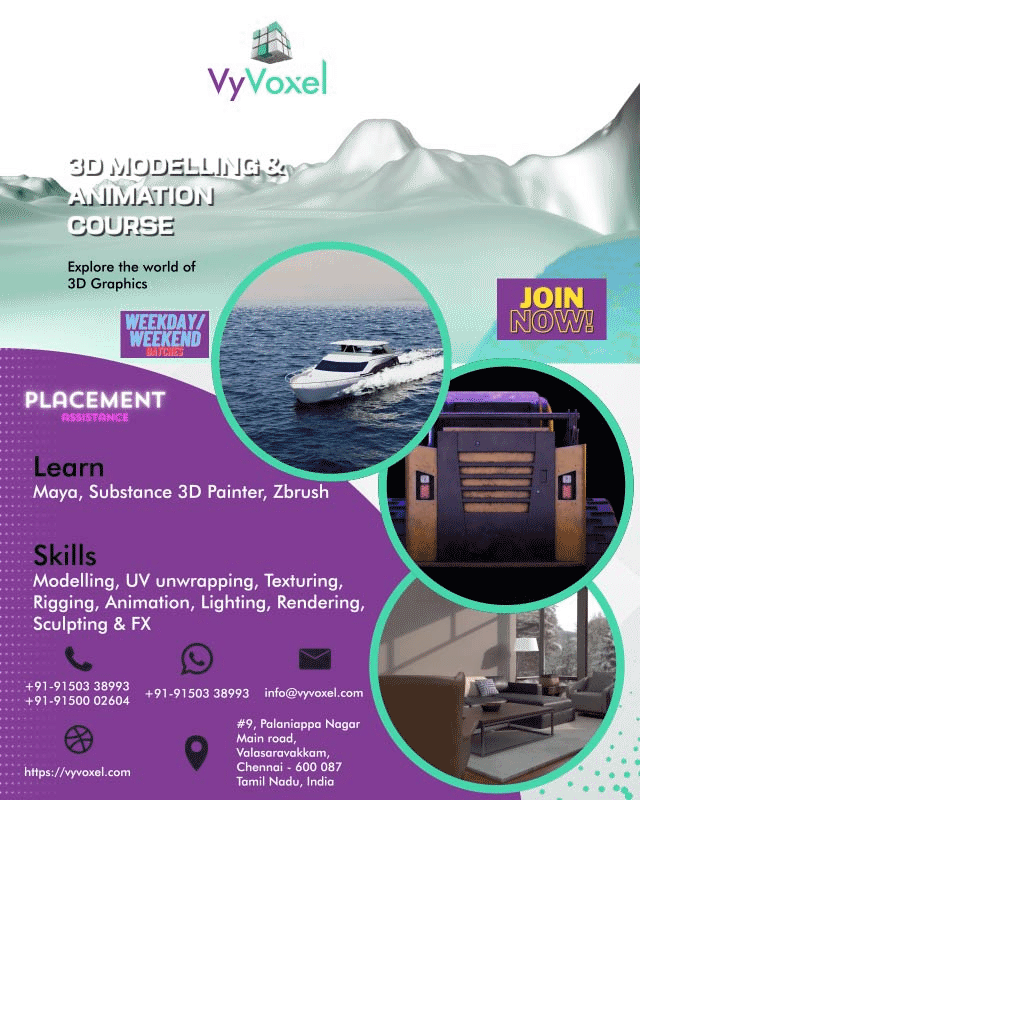 VyVoxel
3D MODELLING &
ANIMATION
COURSE
Explore the world of
3D Graphics
JOIN
NOW!
WEEKDAY/
WEEKEND
BATCHES
PLACEMENT
ASSISTANCE
Learn
Maya, Substance 3D Painter, Zbrush
Skills
Modelling, UV unwrapping, Texturing,
Rigging, Animation, Lighting, Rendering,
Sculpting & FX
+91-91503 38993
+91-91500 02604
+91-91503 38993
info@vyvoxel.com
https://vyvoxel.com
#9, Palaniappa Nagar
Main road,
Valasaravakkam,
Chennai - 600 087
Tamil Nadu, India